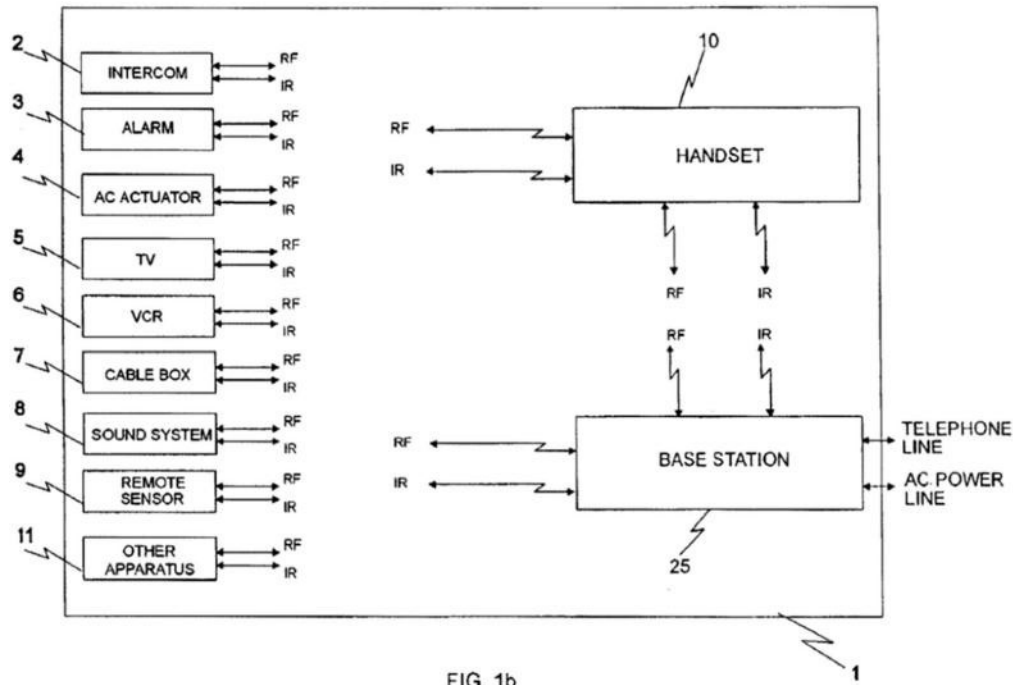 2
INTERCOM
RF
IR
3
ALARM
RF
IR
4
AC ACTUATOR
RF
IR
5
TV
RF
IR
6
VCR
RF
IR
7
CABLE BOX
RF
IR
8
SOUND SYSTEM
RF
IR
9
REMOTE
SENSOR
RF
IR
11
OTHER
APPARATUS
RF
IR
10
RF
IR
HANDSET
RF IR
RF IR
RF
IR
BASE STATION
25
TELEPHONE
LINE
AC POWER
LINE
1
FIG. 1b